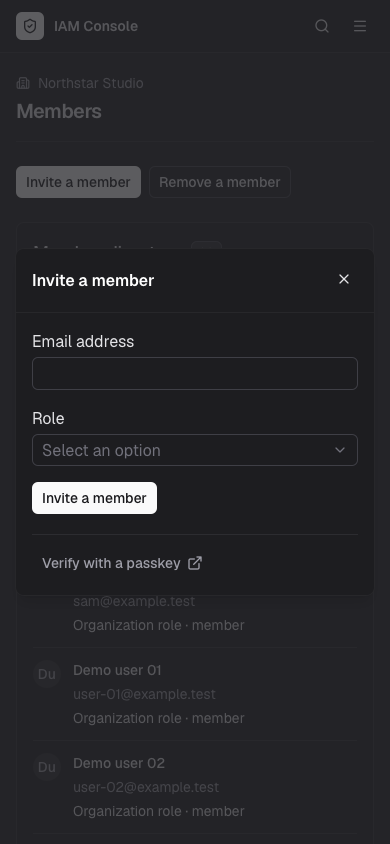 IAM Console
Northstar Studio
Members
Invite a member
Remove a member
Invite a member
Email address
Role
Select an option
Invite a member
Verify with a passkey
sam@example.test
Organization role · member
Du
Demo user 01
user-01@example.test
Organization role · member
Du
Demo user 02
user-02@example.test
Organization role · member